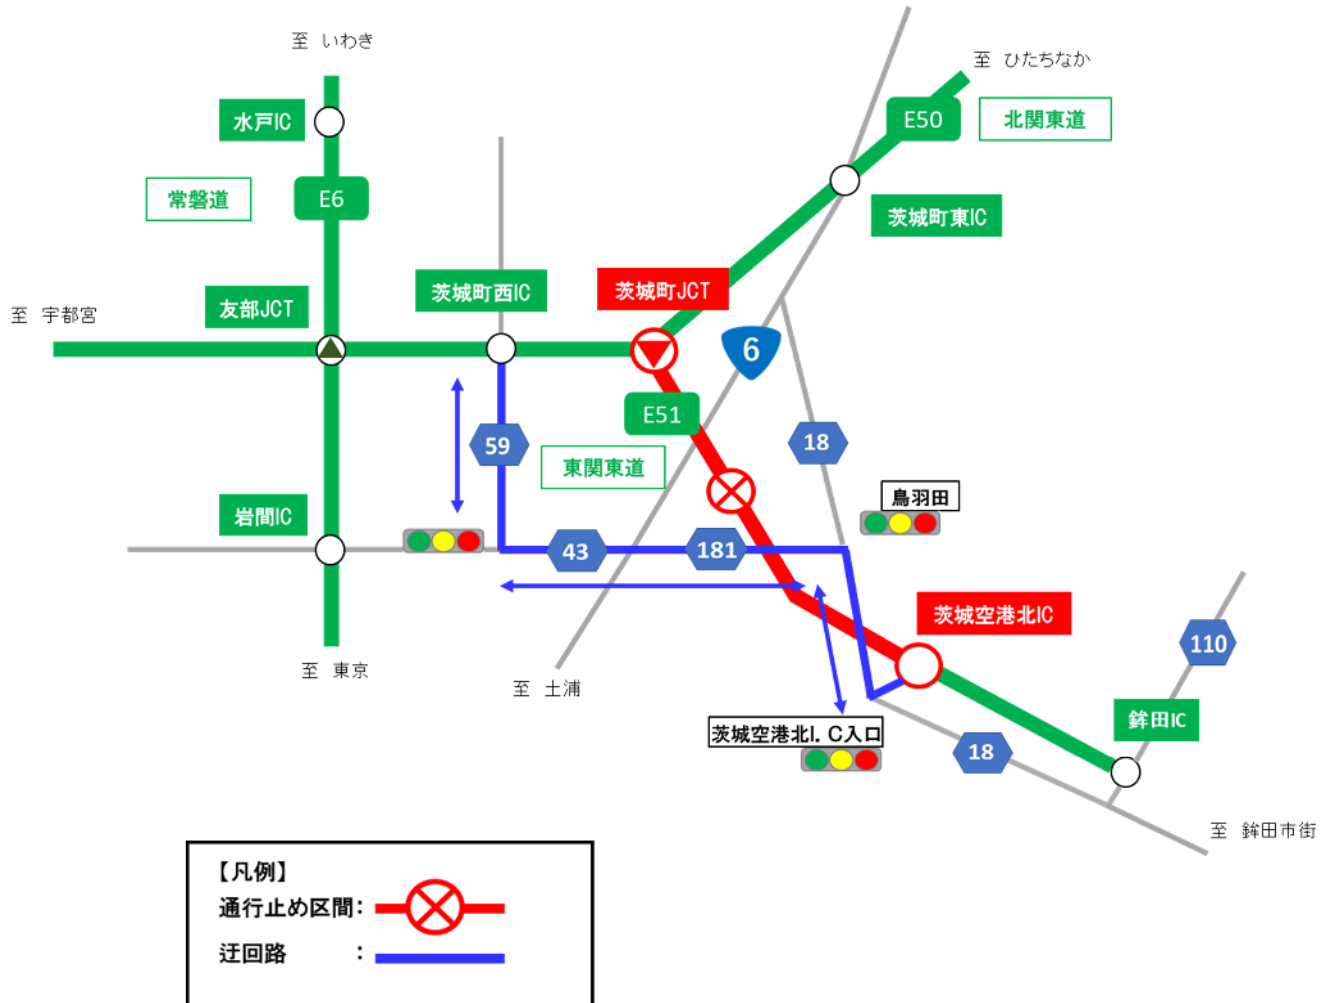 至 いわき
至 ひたちなか
水戸IC
E50
北関東道
常磐道
E6
茨城町東IC
友部JCT
茨城町西IC
茨城町JCT
至 宇都宮
6
E51
59
18
東関東道
鳥羽田
岩間IC
43
181
茨城空港北IC
110
至 東京
至 土浦
茨城空港北I.C入口
鉾田IC
18
至 鉾田市街
【凡例】
通行止め区間:
迂回路 :